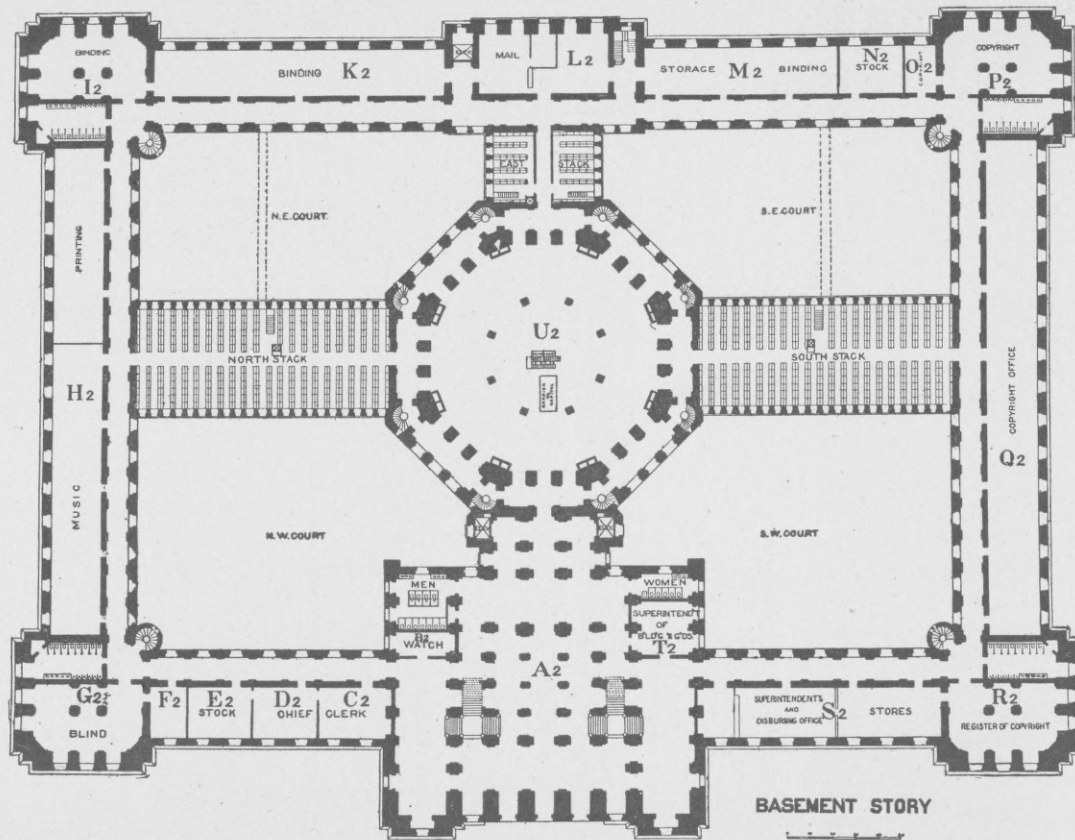 BINDING
I2
BINDING K2
MAIL L2
STORAGE M2 BINDING
N2
STOCK
O2
COPYRIGHT
COPYRIGHT
P2
EAST STACK
PRINTING
N.E.COURT.
S.E.COURT.
U2
NORTH STACK
SOUTH STACK
H2
COPYRIGHT OFFICE
Q2
MUSIC
N.W.COURT
S.W.COURT
MEN
B2
WATCH
WOMEN
SUPERINTENDT
OF
BLD'G & G'DS
T2
A2
G2
BLIND
F2
E2
STOCK
D2
CHIEF
C2
CLERK
SUPERINTENDENT'S
AND
DISBURSING OFFICE
S2
STORES
R2
REGISTER OF COPYRIGHT
BASEMENT STORY